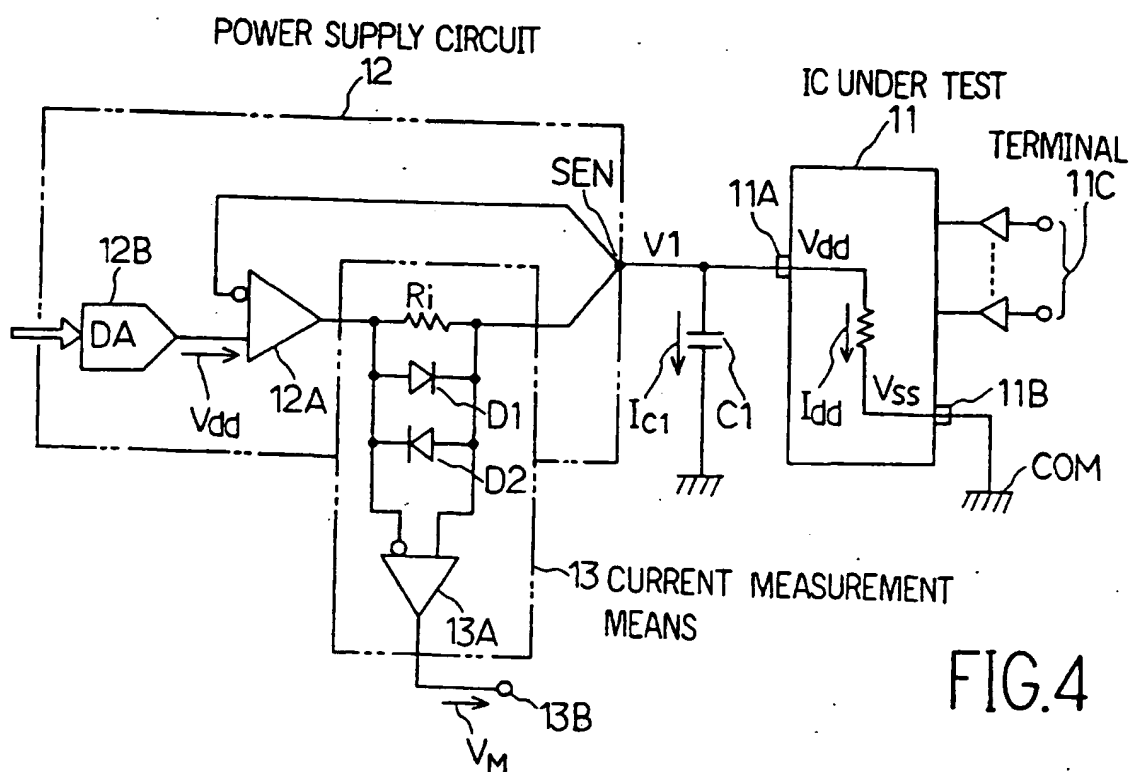 POWER SUPPLY CIRCUIT
12
IC UNDER TEST
11
TERMINAL
11C
SEN
11A
12B
V1
Vdd
DA
Ri
12A
Vdd
D1
D2
IC1
C1
Idd
Vss
11B
COM
13 CURRENT MEASUREMENT
MEANS
13A
13B
VM
FIG.4